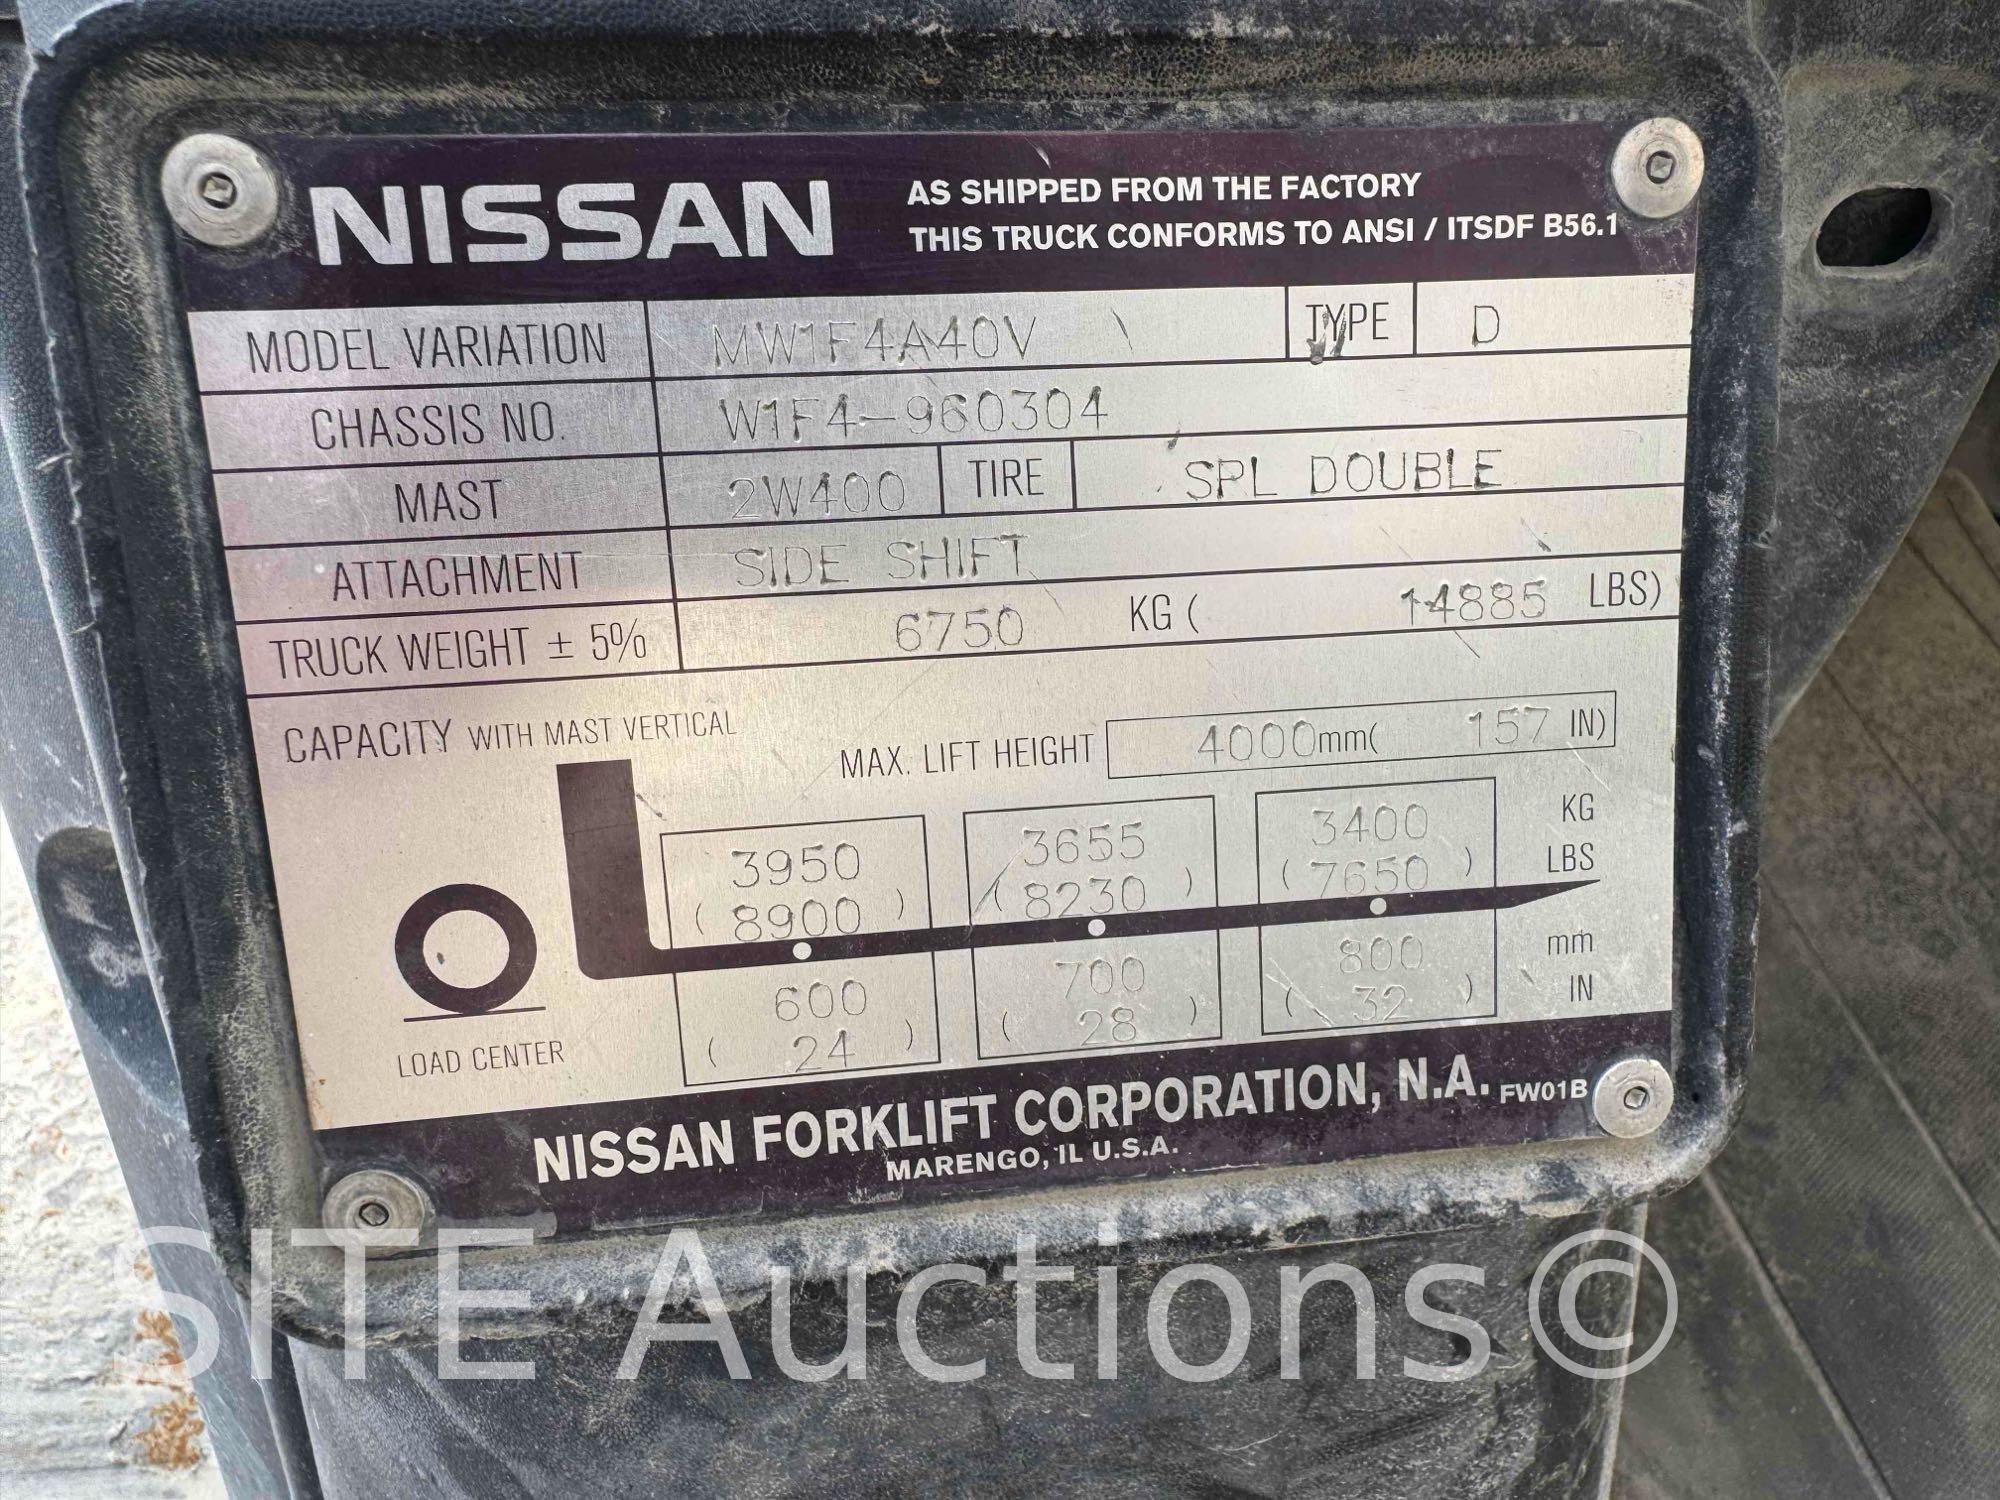 NISSAN
AS SHIPPED FROM THE FACTORY
THIS TRUCK CONFORMS TO ANSI / ITSDF B56.1
MODEL VARIATION MW1F4A40V TYPE D
CHASSIS NO. W1F4-960304
MAST 2W400 TIRE SPL DOUBLE
ATTACHMENT SIDE SHIFT
TRUCK WEIGHT ± 5% 6750 KG ( 14885 LBS)
CAPACITY WITH MAST VERTICAL
MAX. LIFT HEIGHT 4000mm( 157 IN)
3950 3655 3400 KG
( 8900 ) ( 8230 ) ( 7650 ) LBS
600 700 800 mm
( 24 ) ( 28 ) ( 32 ) IN
LOAD CENTER
NISSAN FORKLIFT CORPORATION, N.A. FW01B
MARENGO, IL U.S.A.
SITE Auctions©